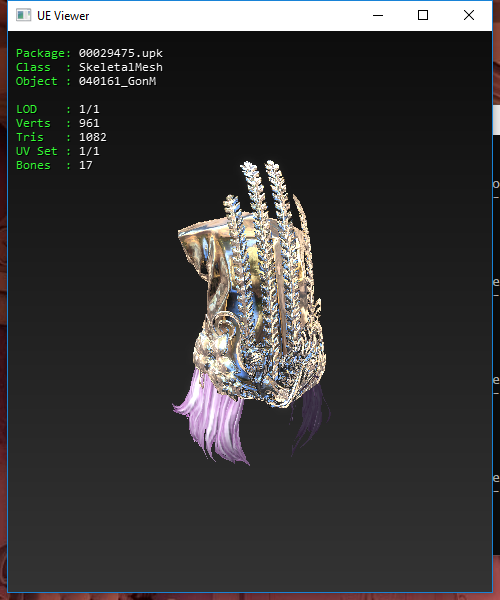 UE Viewer
Package: 00029475.upk
Class  : SkeletalMesh
Object : 040161_GonM
LOD    : 1/1
Verts  : 961
Tris   : 1082
UV Set : 1/1
Bones  : 17